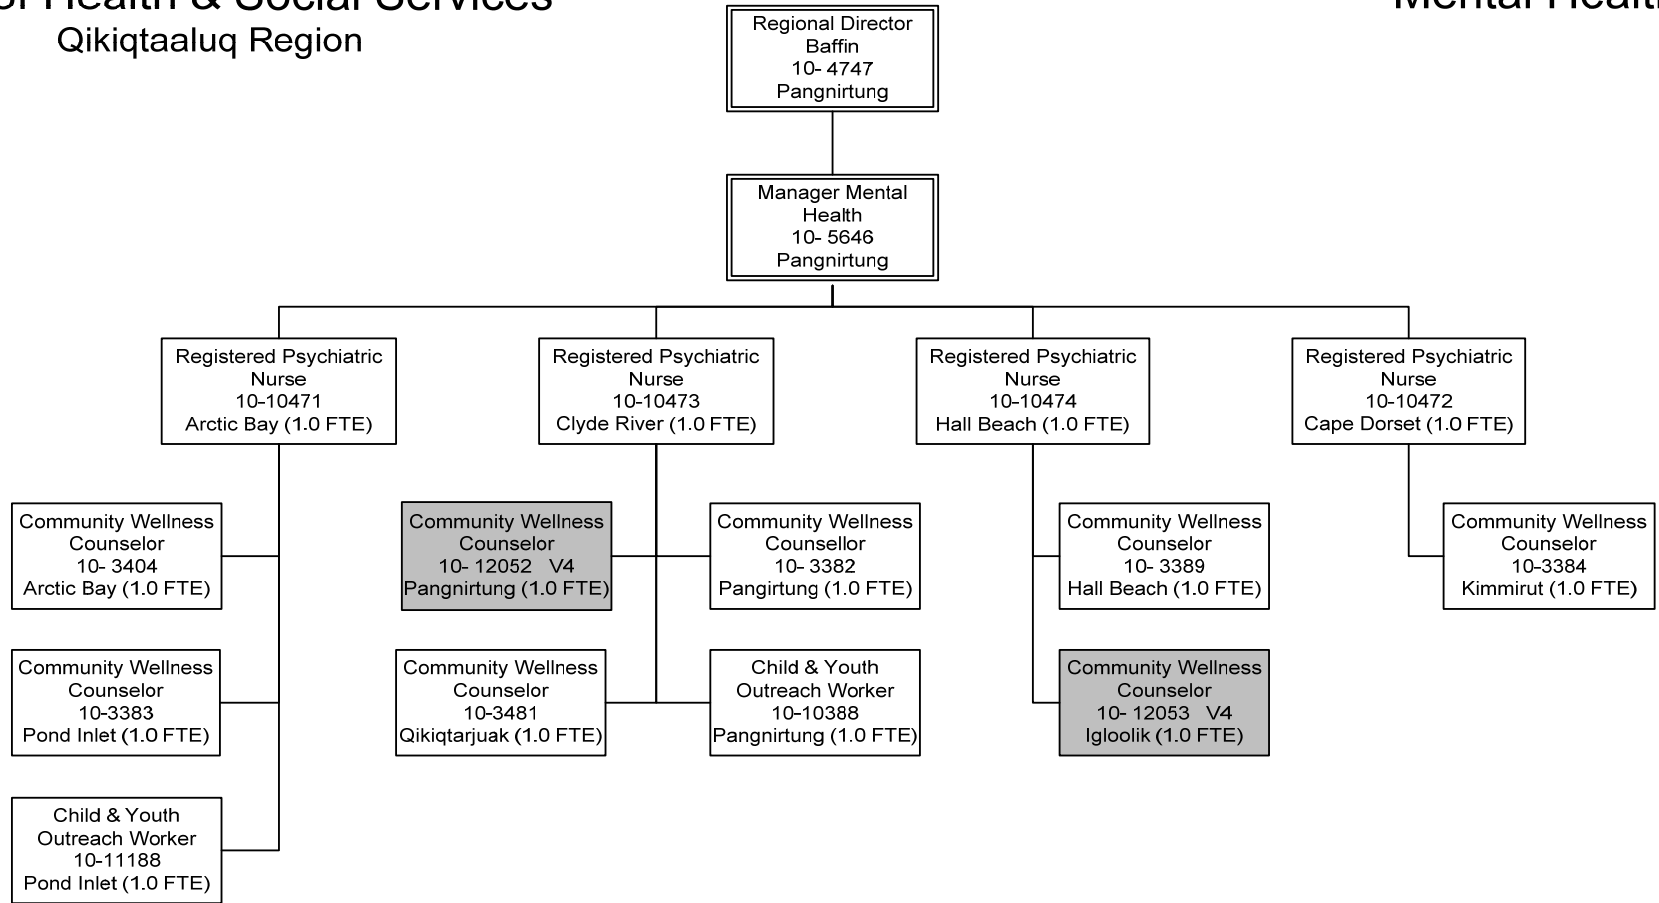 of Health & Social Services
Qikiqtaaluq Region
Mental Health
Regional Director
Baffin
10- 4747
Pangnirtung
Manager Mental
Health
10- 5646
Pangnirtung
Registered Psychiatric
Nurse
10-10471
Arctic Bay (1.0 FTE)
Registered Psychiatric
Nurse
10-10473
Clyde River (1.0 FTE)
Registered Psychiatric
Nurse
10-10474
Hall Beach (1.0 FTE)
Registered Psychiatric
Nurse
10-10472
Cape Dorset (1.0 FTE)
Community Wellness
Counselor
10- 3404
Arctic Bay (1.0 FTE)
Community Wellness
Counselor
10- 12052 V4
Pangnirtung (1.0 FTE)
Community Wellness
Counsellor
10- 3382
Pangirtung (1.0 FTE)
Community Wellness
Counselor
10- 3389
Hall Beach (1.0 FTE)
Community Wellness
Counselor
10-3384
Kimmirut (1.0 FTE)
Community Wellness
Counselor
10-3383
Pond Inlet (1.0 FTE)
Community Wellness
Counselor
10-3481
Qikiqtarjuak (1.0 FTE)
Child & Youth
Outreach Worker
10-10388
Pangnirtung (1.0 FTE)
Community Wellness
Counselor
10- 12053 V4
Igloolik (1.0 FTE)
Child & Youth
Outreach Worker
10-11188
Pond Inlet (1.0 FTE)